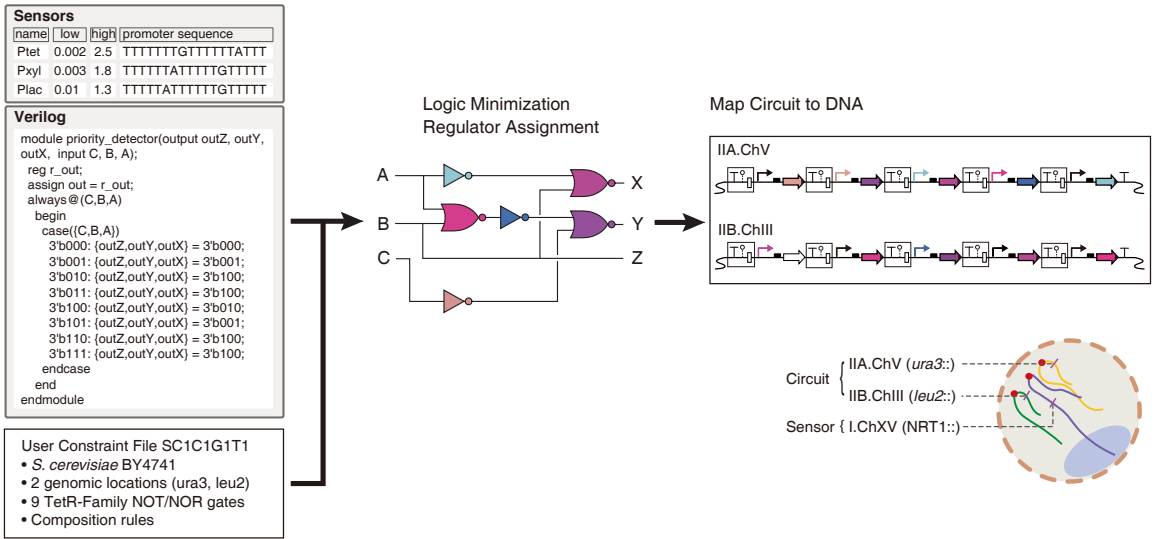 Sensors
name low high promoter sequence
Ptet 0.002 2.5 TTTTTTTGTTTTTTATTT
Pxyl 0.003 1.8 TTTTTTATTTTTGTTTTT
Plac 0.01 1.3 TTTTTATTTTTTGTTTTT
Verilog
module priority_detector(output outZ, outY,
outX, input C, B, A);
reg r_out;
assign out = r_out;
always@(C,B,A)
begin
case({C,B,A})
3'b000: {outZ,outY,outX} = 3'b000;
3'b001: {outZ,outY,outX} = 3'b001;
3'b010: {outZ,outY,outX} = 3'b100;
3'b011: {outZ,outY,outX} = 3'b100;
3'b100: {outZ,outY,outX} = 3'b010;
3'b101: {outZ,outY,outX} = 3'b001;
3'b110: {outZ,outY,outX} = 3'b100;
3'b111: {outZ,outY,outX} = 3'b100;
endcase
end
endmodule
User Constraint File SC1C1G1T1
• S. cerevisiae BY4741
• 2 genomic locations (ura3, leu2)
• 9 TetR-Family NOT/NOR gates
• Composition rules
Logic Minimization
Regulator Assignment
A
B
C
X
Y
Z
Map Circuit to DNA
IIA.ChV
IIB.ChIII
Circuit
IIA.ChV (ura3::)
IIB.ChIII (leu2::)
Sensor { I.ChXV (NRT1::)